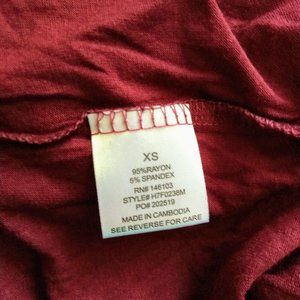 XS
95%RAYON
5% SPANDEX
RN# 146103
STYLE# H7F0238M
PO# 202519
MADE IN CAMBODIA
SEE REVERSE FOR CARE